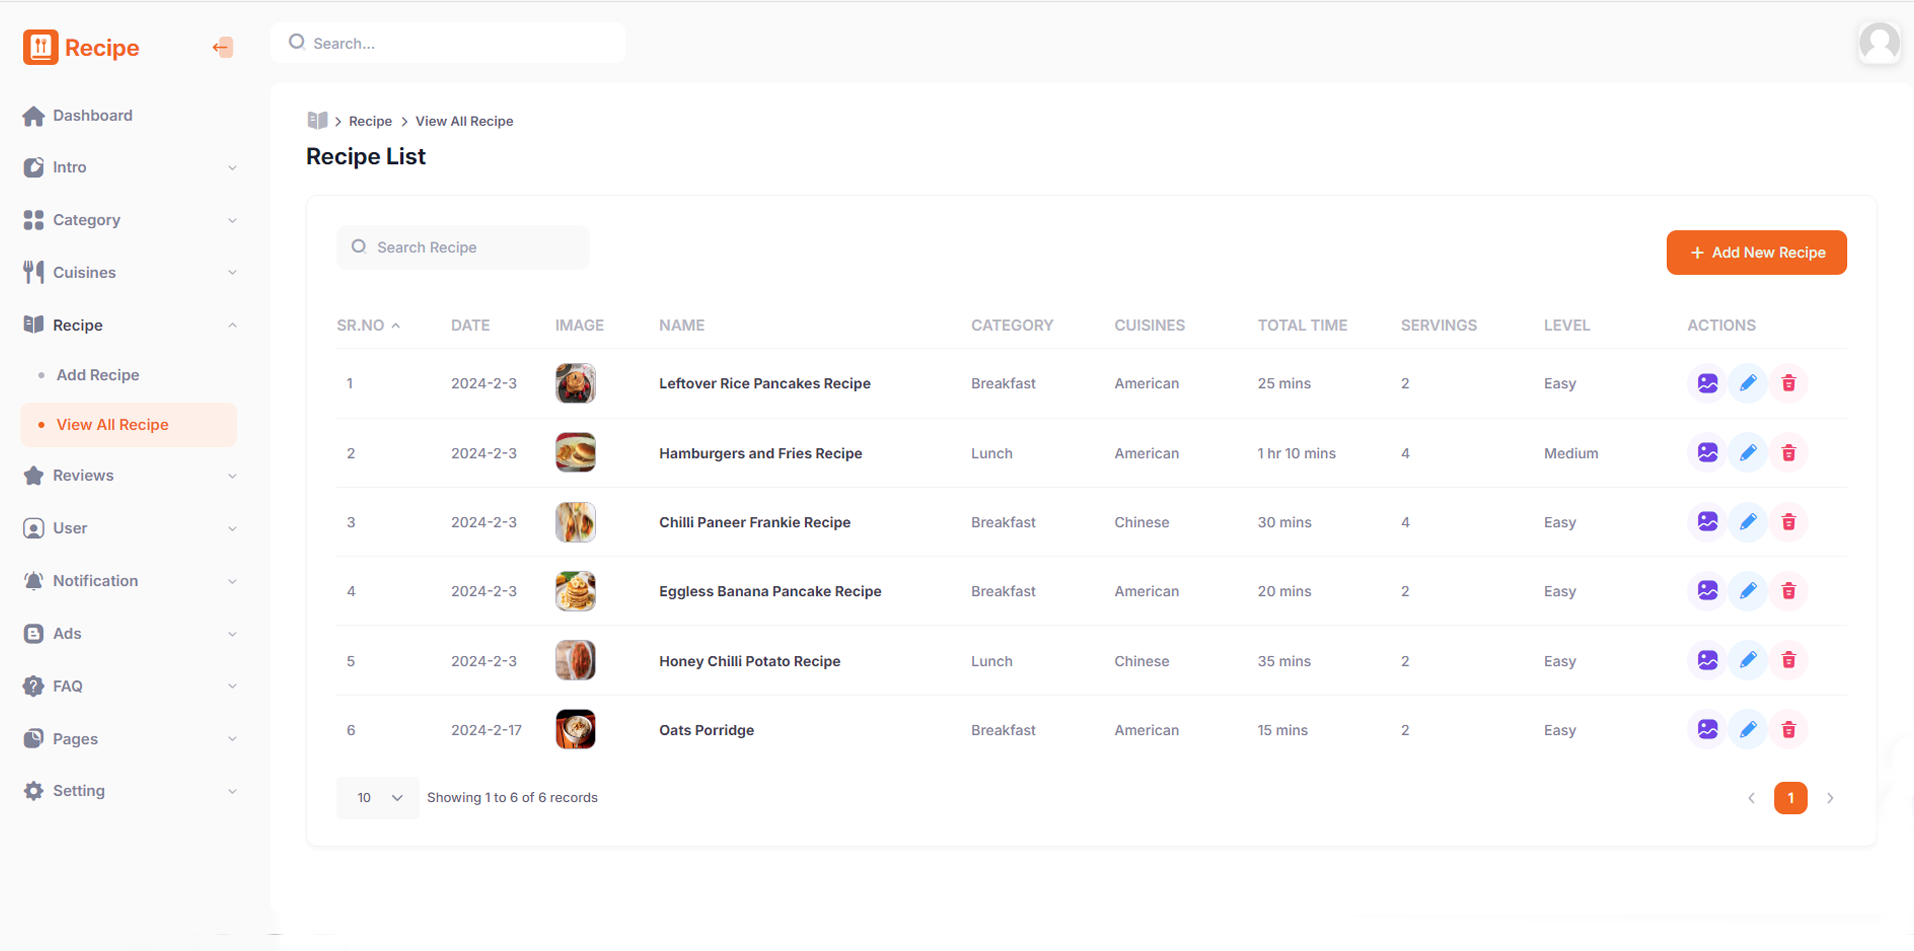 Recipe
Search...
Dashboard
Intro
Category
Cuisines
Recipe
Add Recipe
View All Recipe
Reviews
User
Notification
Ads
FAQ
Pages
Setting
> Recipe > View All Recipe
Recipe List
Search Recipe
+ Add New Recipe
SR.NO DATE IMAGE NAME CATEGORY CUISINES TOTAL TIME SERVINGS LEVEL ACTIONS
1 2024-2-3 Leftover Rice Pancakes Recipe Breakfast American 25 mins 2 Easy
2 2024-2-3 Hamburgers and Fries Recipe Lunch American 1 hr 10 mins 4 Medium
3 2024-2-3 Chilli Paneer Frankie Recipe Breakfast Chinese 30 mins 4 Easy
4 2024-2-3 Eggless Banana Pancake Recipe Breakfast American 20 mins 2 Easy
5 2024-2-3 Honey Chilli Potato Recipe Lunch Chinese 35 mins 2 Easy
6 2024-2-17 Oats Porridge Breakfast American 15 mins 2 Easy
10 Showing 1 to 6 of 6 records
1